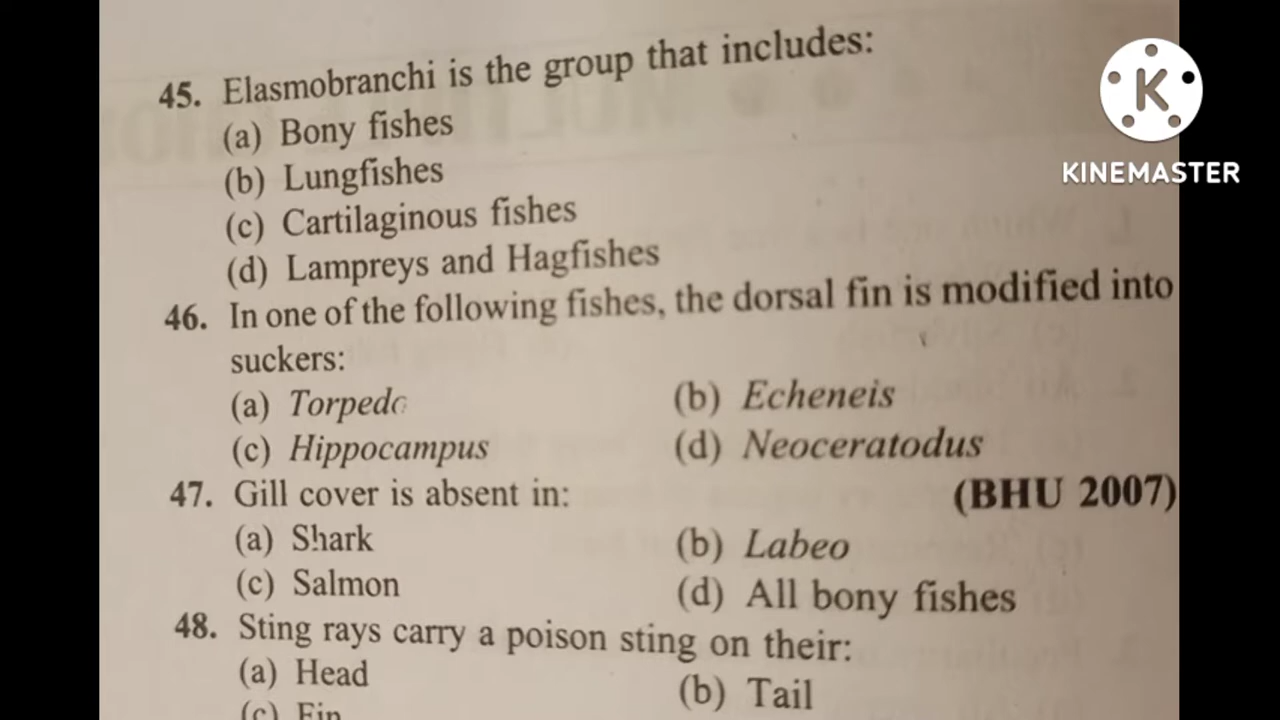 45. Elasmobranchi is the group that includes:
(a) Bony fishes
(b) Lungfishes
(c) Cartilaginous fishes
(d) Lampreys and Hagfishes
46. In one of the following fishes, the dorsal fin is modified into
suckers:
(a) Torpedo (b) Echeneis
(c) Hippocampus (d) Neoceratodus
47. Gill cover is absent in: (BHU 2007)
(a) Shark (b) Labeo
(c) Salmon (d) All bony fishes
48. Sting rays carry a poison sting on their:
(a) Head (b) Tail
(c) Fin
K
KINEMASTER